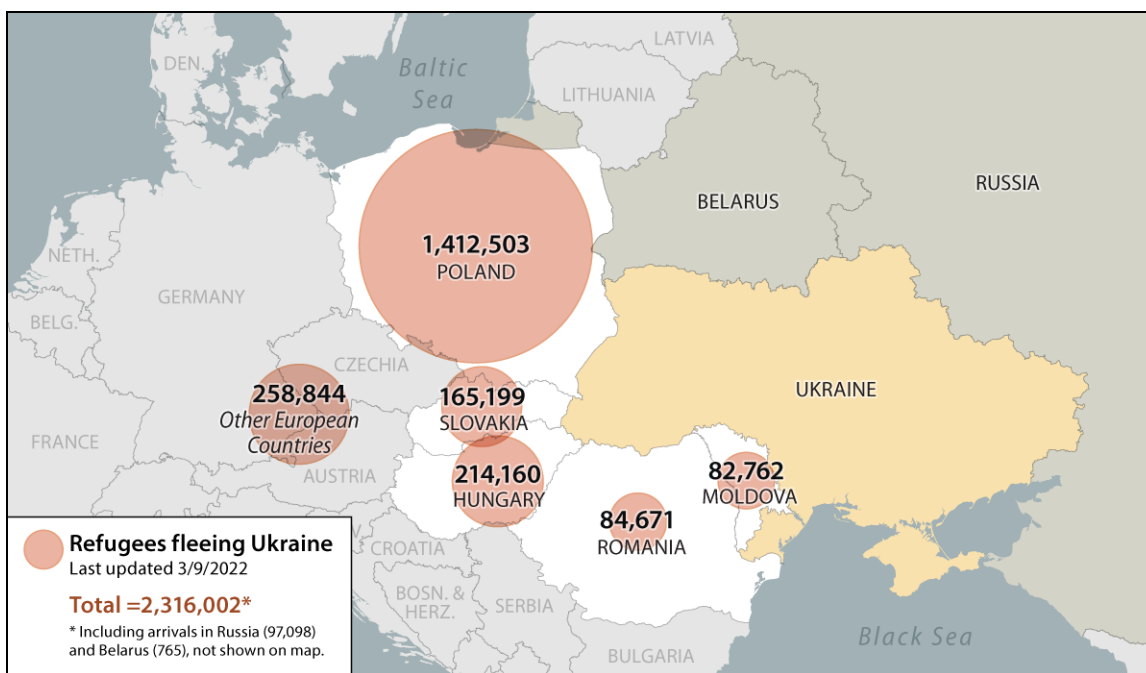 LATVIA
DEN.
Baltic
Sea
LITHUANIA
RUSSIA
BELARUS
1,412,503
POLAND
NETH.
GERMANY
BELG.
CZECHIA
258,844
Other European
Countries
165,199
SLOVAKIA
UKRAINE
FRANCE
AUSTRIA
214,160
HUNGARY
82,762
MOLDOVA
84,671
ROMANIA
CROATIA
BOSN. &
HERZ.
SERBIA
BULGARIA
Black Sea
Refugees fleeing Ukraine
Last updated 3/9/2022
Total =2,316,002*
* Including arrivals in Russia (97,098)
and Belarus (765), not shown on map.